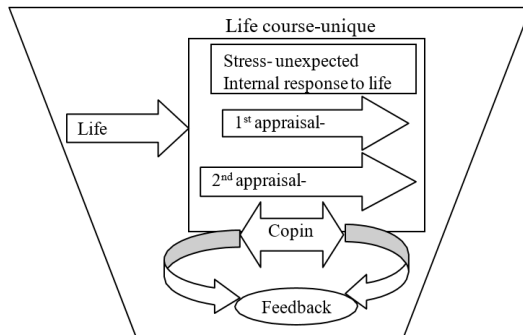 Life course-unique
Stress- unexpected
Internal response to life
Life
1st appraisal-
2nd appraisal-
Copin
Feedback